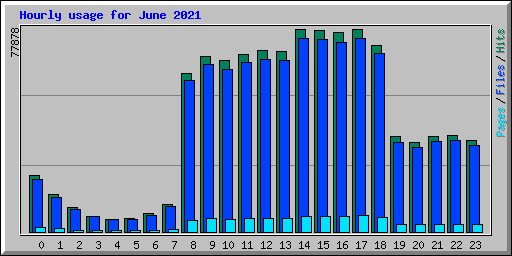 Hourly usage for June 2021
77878
Pages/Files/Hits
0 1 2 3 4 5 6 7 8 9 10 11 12 13 14 15 16 17 18 19 20 21 22 23